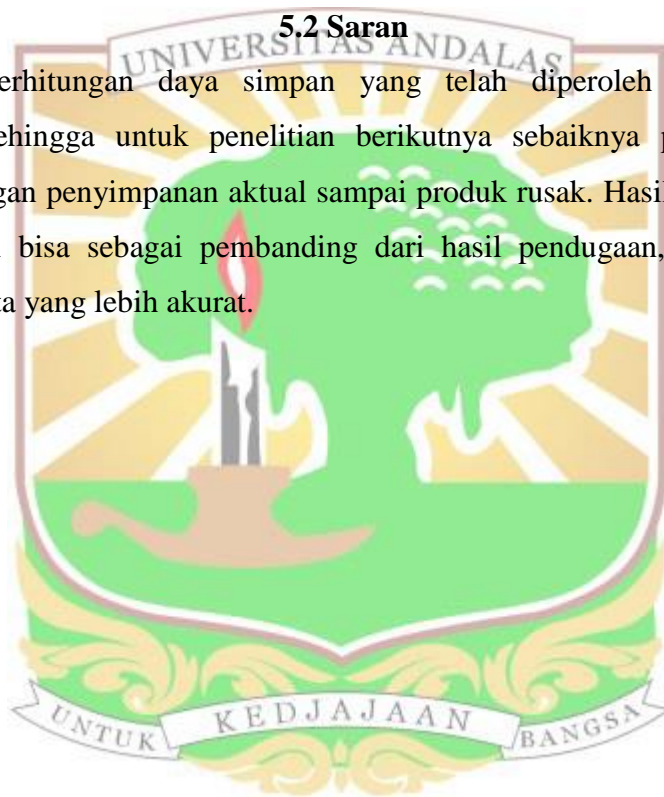 5.2 Saran
UNIVERSITAS ANDALAS
erhitungan daya simpan yang telah diperoleh
ehingga untuk penelitian berikutnya sebaiknya p
gan penyimpanan aktual sampai produk rusak. Hasil
bisa sebagai pembanding dari hasil pendugaan,
ta yang lebih akurat.
UNTUK KEDJAJAAN BANGSA